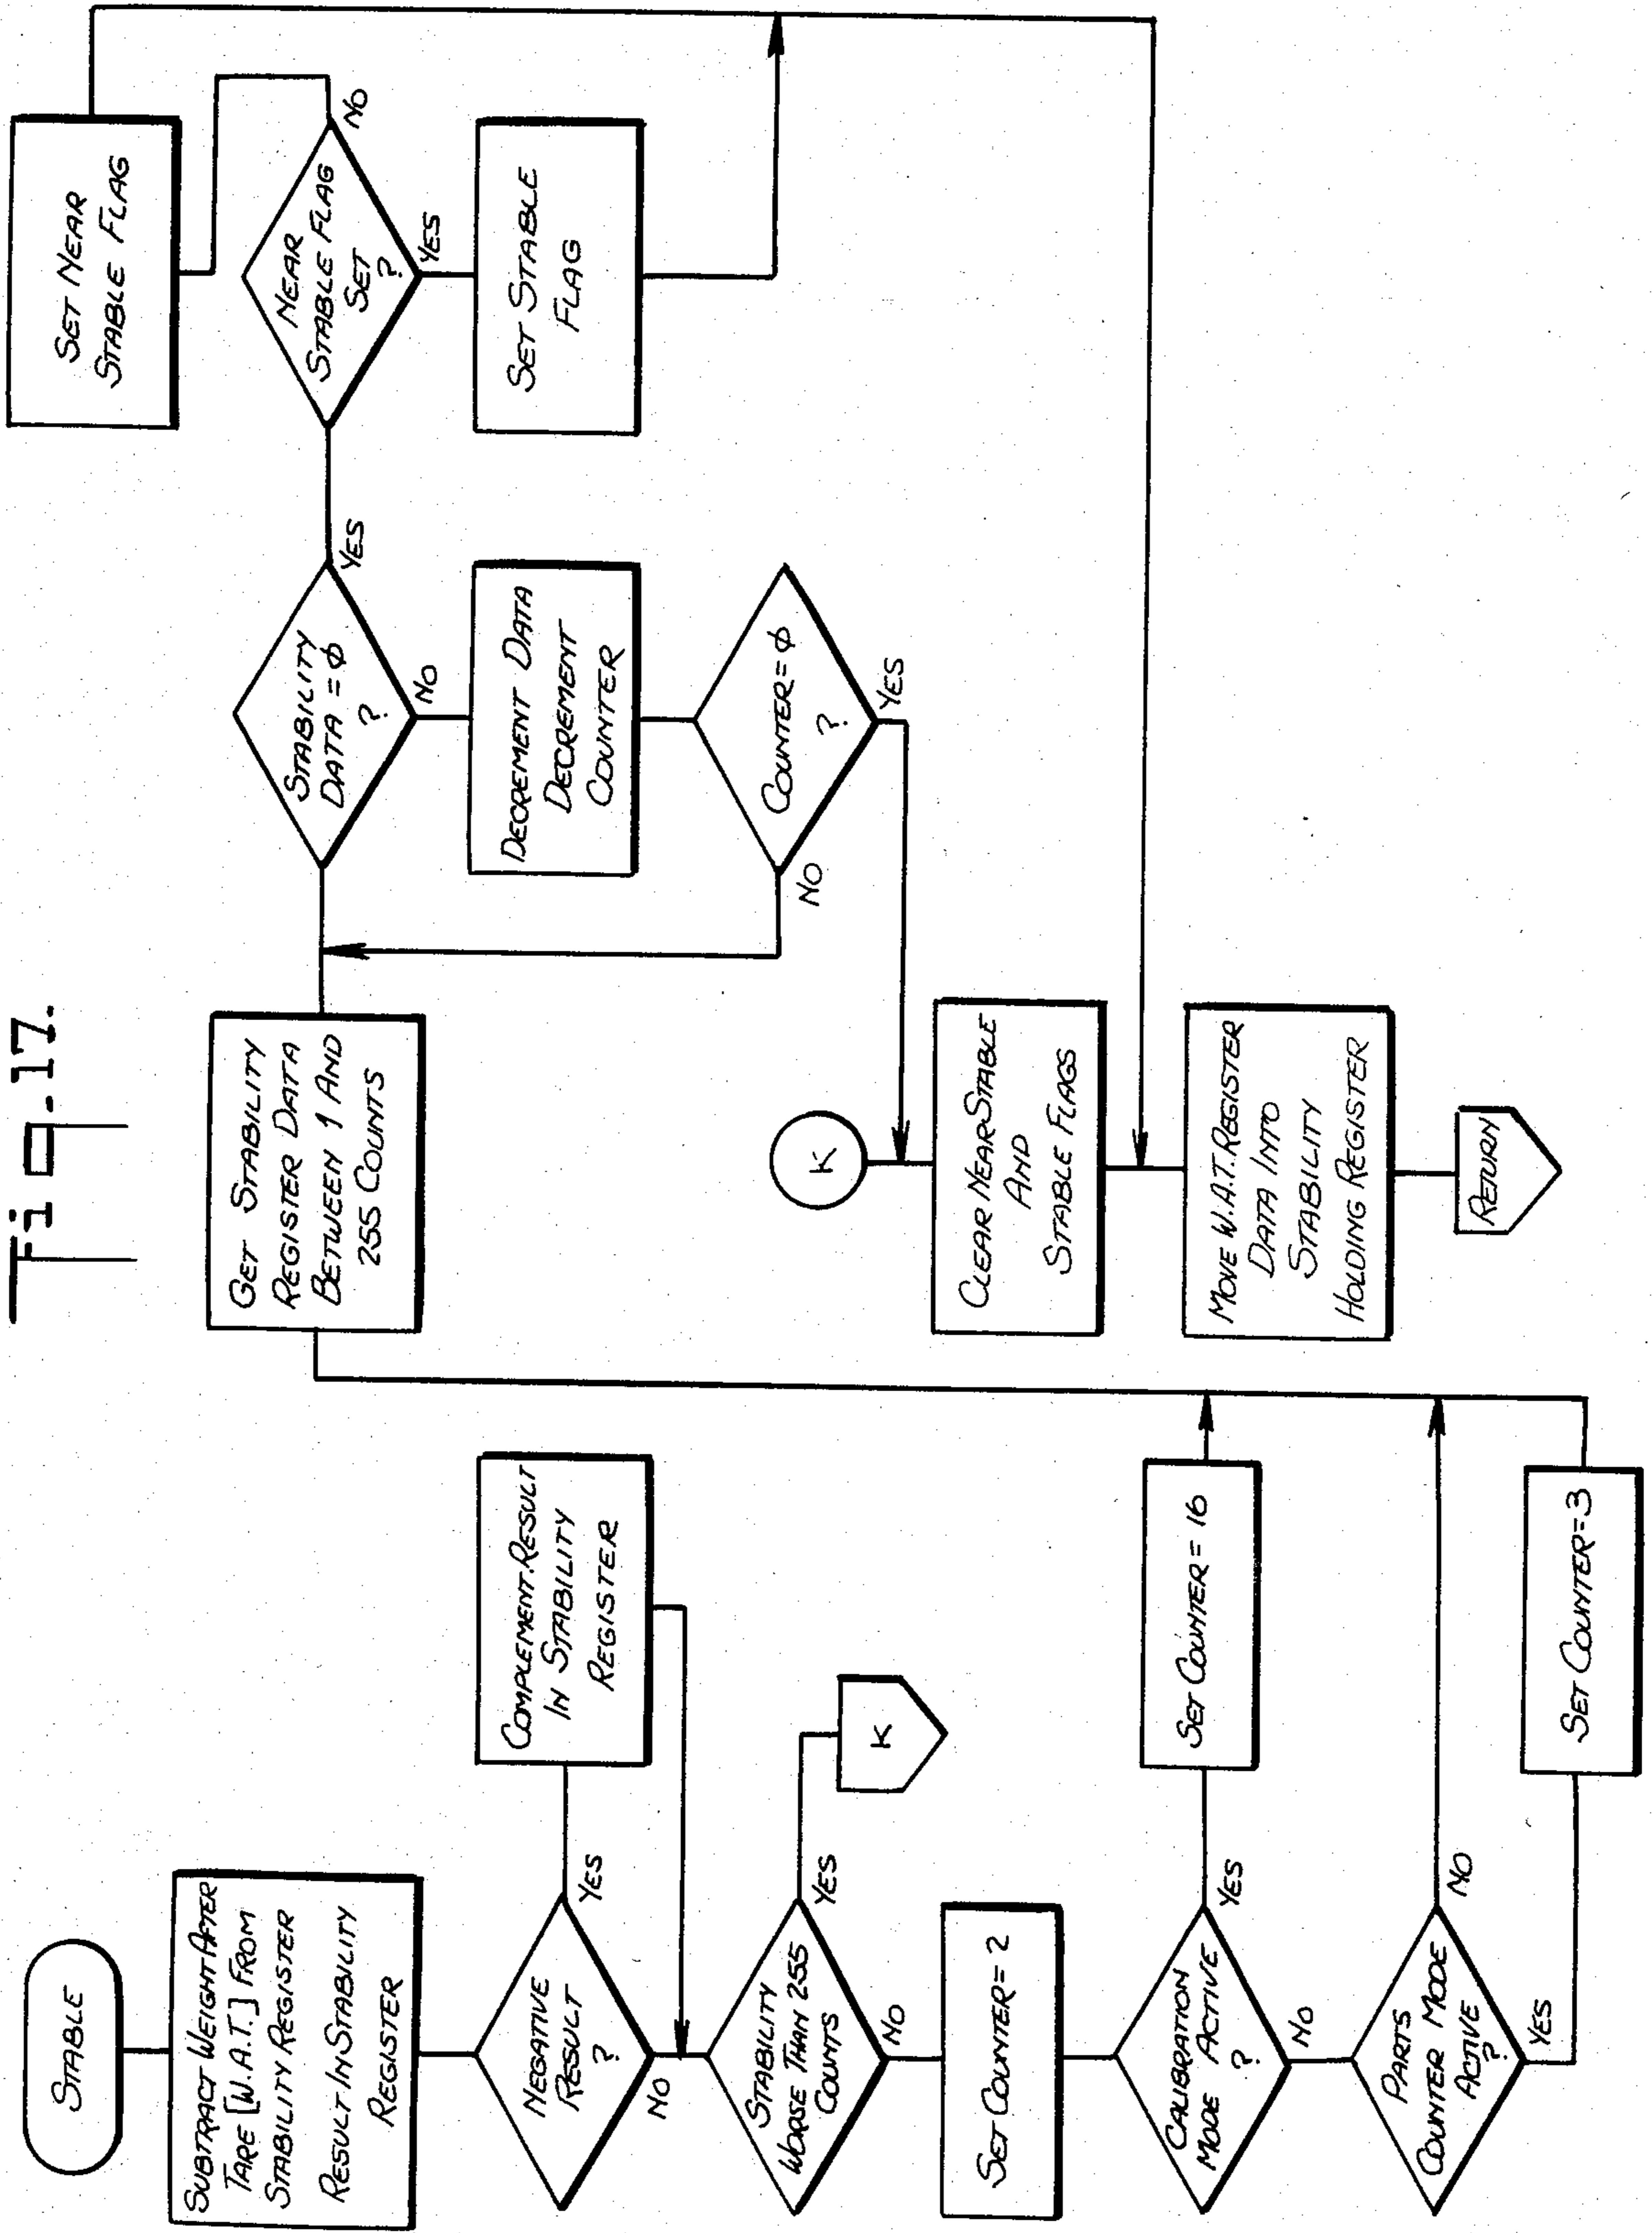 Fig.17.
STABLE
SUBTRACT WEIGHT AFTER
TARE [W.A.T.] FROM
STABILITY REGISTER
RESULT IN STABILITY
REGISTER
NEGATIVE
RESULT
?
YES
NO
COMPLEMENT.RESULT
IN STABILITY
REGISTER
STABILITY
WORSE THAN 255
COUNTS
YES
NO
K
SET COUNTER = 2
CALIBRATION
MODE ACTIVE
?
YES
NO
SET COUNTER = 16
PARTS
COUNTER MODE
ACTIVE
?
NO
YES
SET COUNTER=3
GET STABILITY
REGISTER DATA
BETWEEN 1 AND
255 COUNTS
STABILITY
DATA = ϕ
?
YES
NO
DECREMENT DATA
DECREMENT
COUNTER
COUNTER= ϕ
?
NO
YES
K
CLEAR NEAR-STABLE
AND
STABLE FLAGS
MOVE W.A.T. REGISTER
DATA INTO
STABILITY
HOLDING REGISTER
RETURN
SET NEAR
STABLE FLAG
NEAR
STABLE FLAG
SET
?
NO
YES
SET STABLE
FLAG